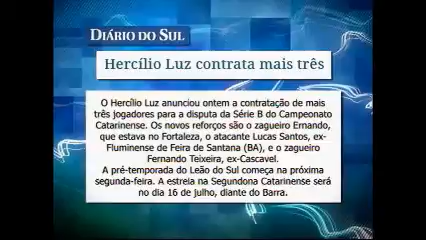 DIÁRIO DO SUL
Hercílio Luz contrata mais três
O Hercílio Luz anunciou ontem a contratação de mais
três jogadores para a disputa da Série B do Campeonato
Catarinense. Os novos reforços são o zagueiro Ernando,
que estava no Fortaleza, o atacante Lucas Santos, ex-
Fluminense de Feira de Santana (BA), e o zagueiro
Fernando Teixeira, ex-Cascavel.
A pré-temporada do Leão do Sul começa na próxima
segunda-feira. A estreia na Segundona Catarinense será
no dia 16 de julho, diante do Barra.